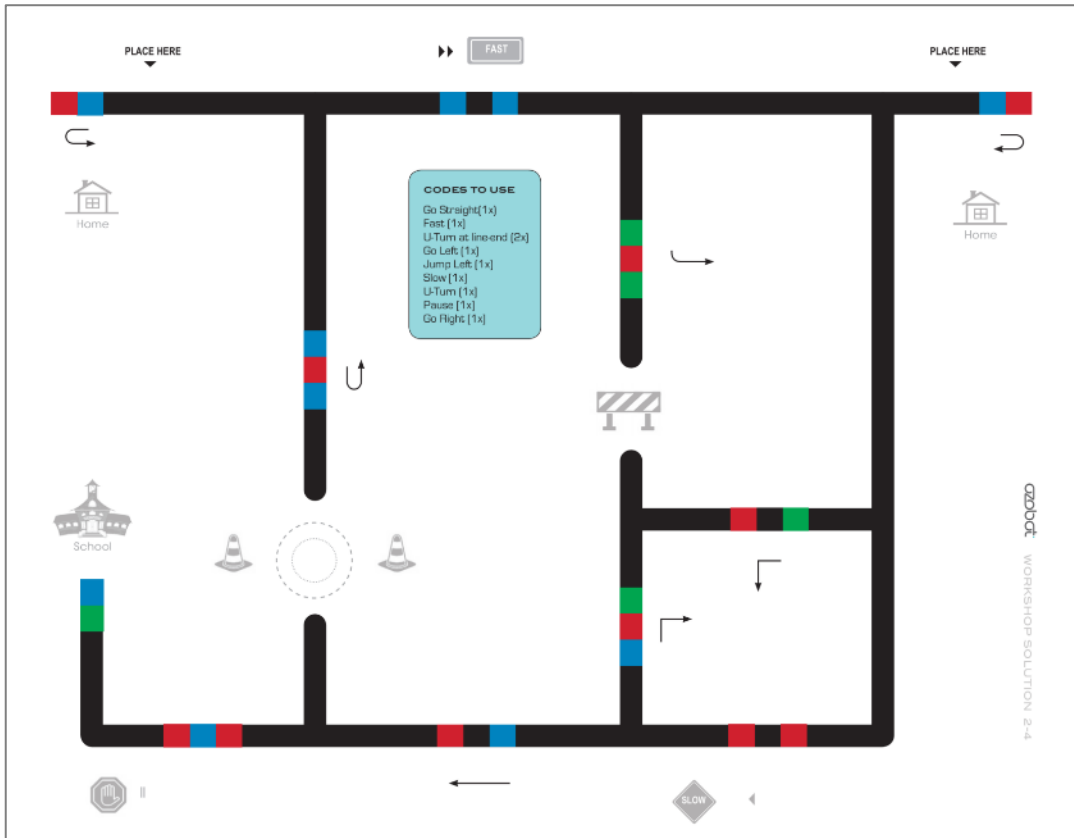 PLACE HERE
FAST
PLACE HERE
Home
CODES TO USE
Go Straight(1x)
Fast (1x)
U-Turn at line-end (2x)
Go Left (1x)
Jump Left (1x)
Slow (1x)
U-Turn (1x)
Pause (1x)
Go Right (1x)
Home
School
ozobot WORKSHOP SOLUTION 2-4
SLOW